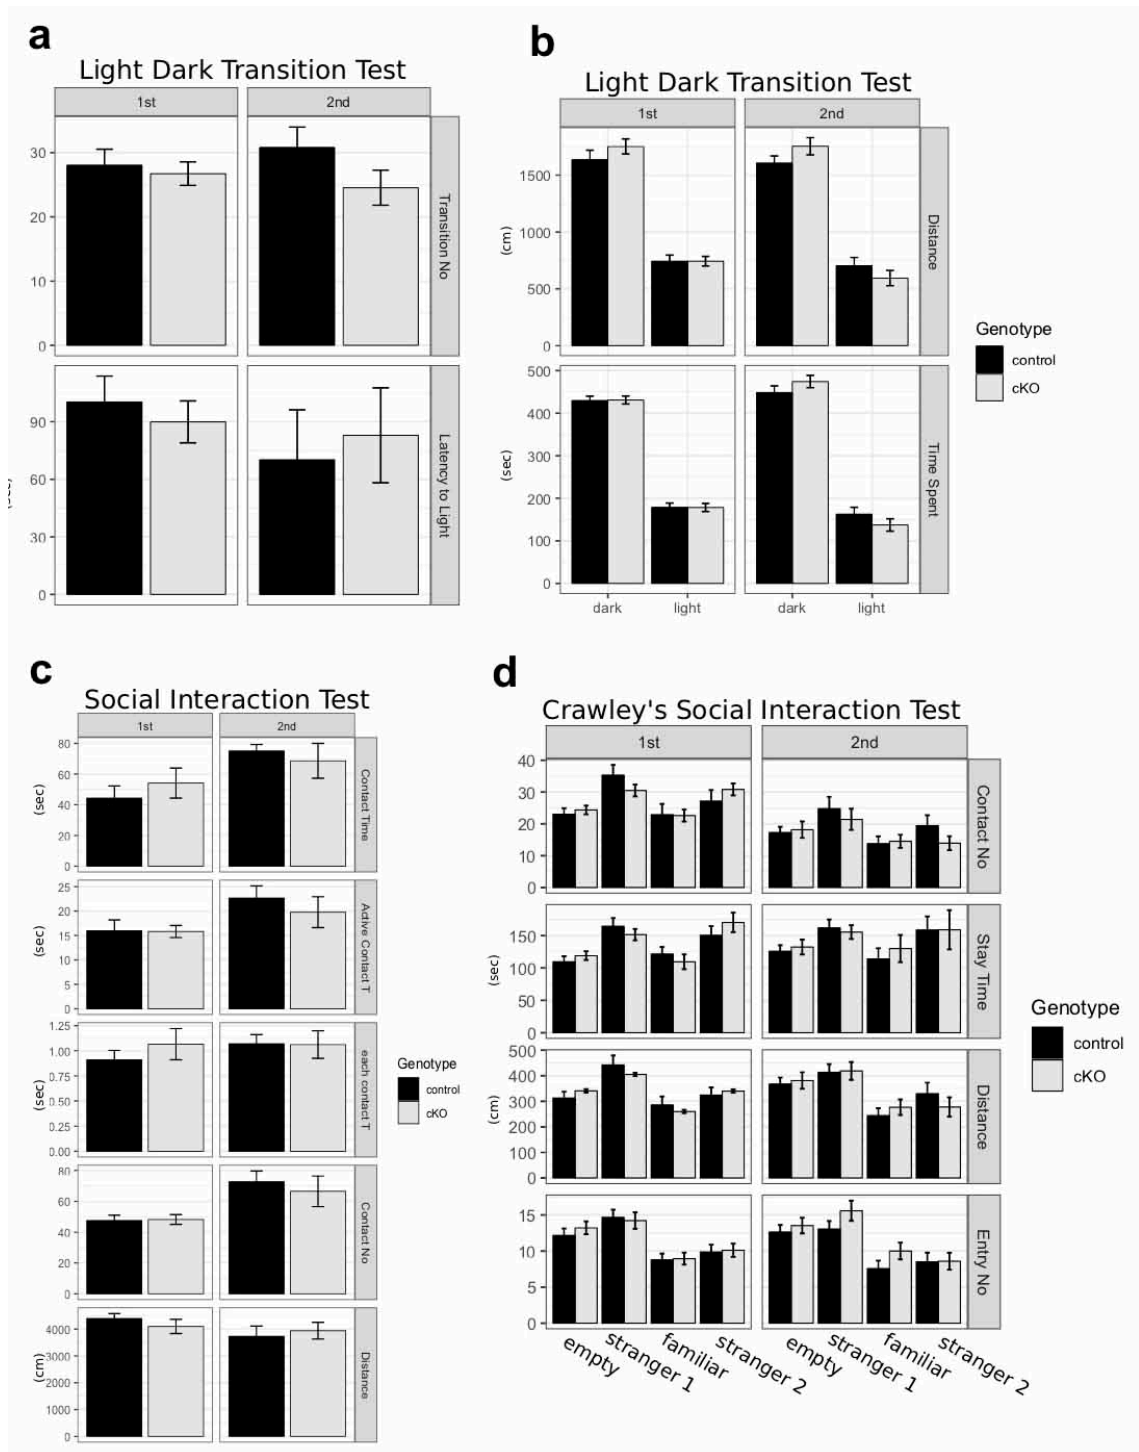 a
Light Dark Transition Test
1st 2nd
30
20
10
0
Transition No
90
60
30
0
Latency to Light
b
Light Dark Transition Test
1st 2nd
(cm)
1500
1000
500
0
Distance
(sec)
500
400
300
200
100
0
Time Spent
dark light dark light
Genotype
control
cKO
c
Social Interaction Test
1st 2nd
(sec)
80
60
40
20
0
Contact Time
(sec)
25
20
15
10
5
0
Active Contact T
(sec)
1.25
1.00
0.75
0.50
0.25
0.00
each contact T
80
60
40
20
0
Contact No
(cm)
4000
3000
2000
1000
0
Distance
Genotype
control
cKO
d
Crawley's Social Interaction Test
1st 2nd
40
30
20
10
0
Contact No
(sec)
150
100
50
0
Stay Time
(cm)
500
400
300
200
100
0
Distance
15
10
5
0
Entry No
empty stranger 1 familiar stranger 2 empty stranger 1 familiar stranger 2
Genotype
control
cKO